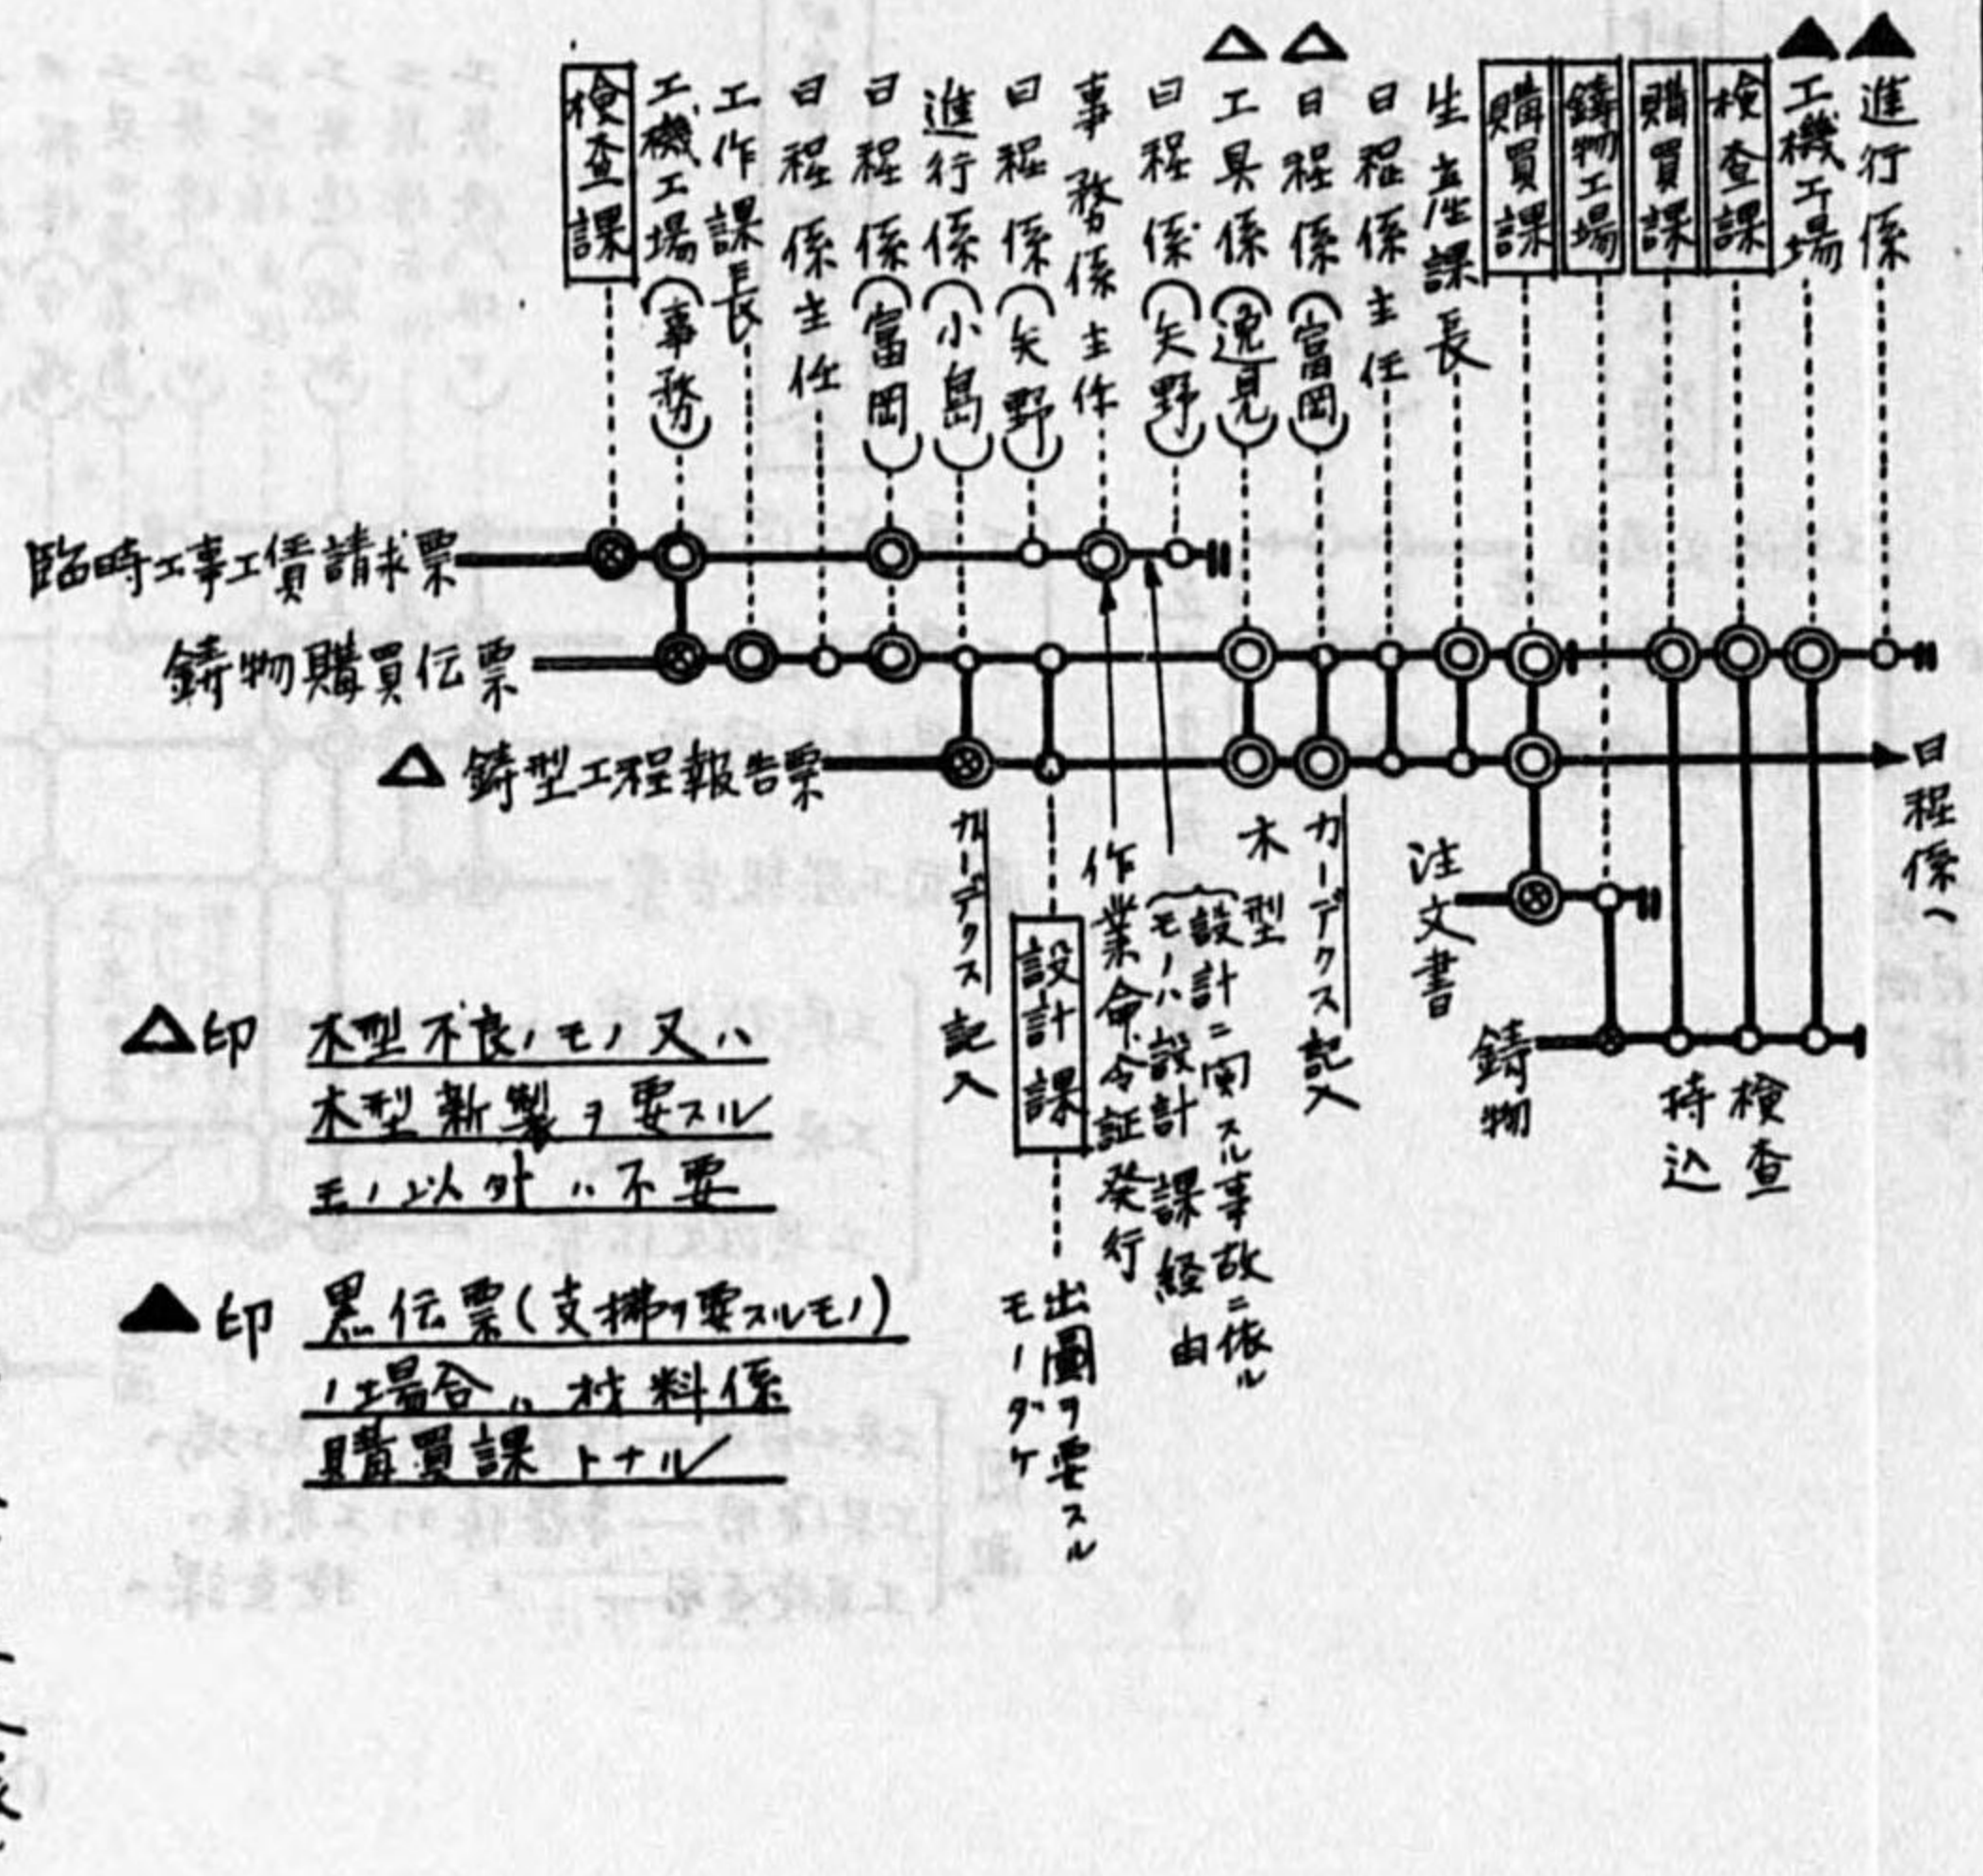 検査課
工機工場(事務)
工作課長
日程係主任
日程係(富岡)
進行係(小島)
日程係(矢野)
事務係主任
日程係(矢野)
△工具係(逸見)
△日程係(富岡)
日程係主任
生産課長
購買課
鋳物工場
購買課
検査課
▲工機工場
▲進行係
臨時工事工賃請求票
鋳物購買伝票
△鋳型工程報告票
日程係へ
カーデクス記入
設計課
出圖ヲ要スル
モノダケ
作業命令証発行
設計ニ関スル事故ニ依ル
モノハ設計課経由
木型
カーデクス記入
注文書
鋳物
持込
検査
△印 木型不良ノモノ又ハ
木型新製ヲ要スル
モノ以外ハ不要
▲印 黒伝票(支拂ヲ要スルモノ)
ノ場合ハ材料係
購買課トナル